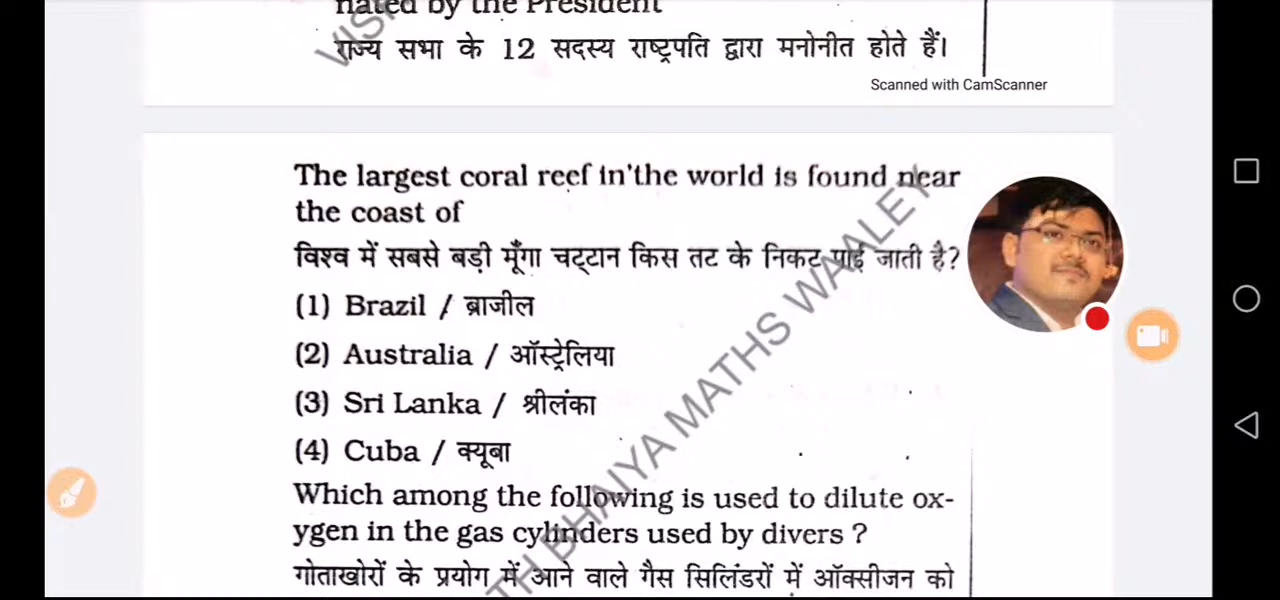 nated by the President
राज्य सभा के 12 सदस्य राष्ट्रपति द्वारा मनोनीत होते हैं।
Scanned with CamScanner
The largest coral reef in'the world is found near
the coast of
विश्व में सबसे बड़ी मूँगा चट्टान किस तट के निकट पाई जाती है?
(1) Brazil / ब्राजील
(2) Australia / ऑस्ट्रेलिया
(3) Sri Lanka / श्रीलंका
(4) Cuba / क्यूबा
Which among the following is used to dilute ox-
ygen in the gas cylinders used by divers ?
गोताखोरों के प्रयोग में आने वाले गैस सिलिंडरों में ऑक्सीजन को
BHAIYA MATHS WAALEY